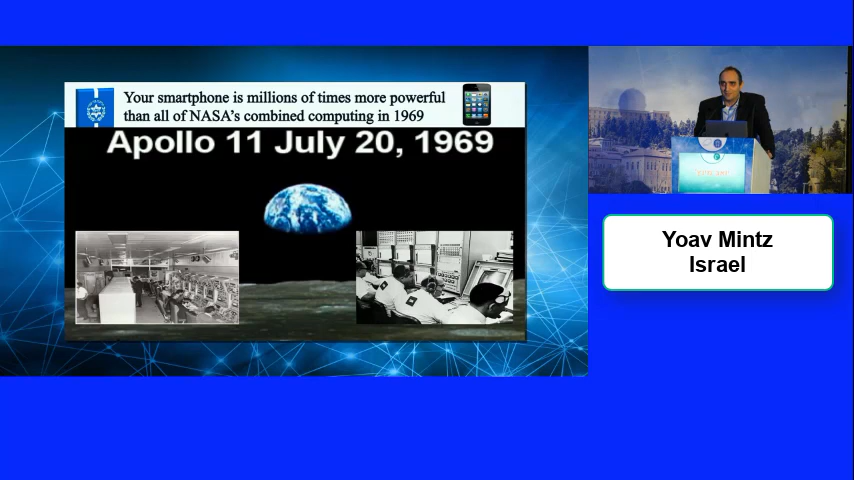 Your smartphone is millions of times more powerful
than all of NASA's combined computing in 1969
Apollo 11 July 20, 1969
Yoav Mintz
Israel